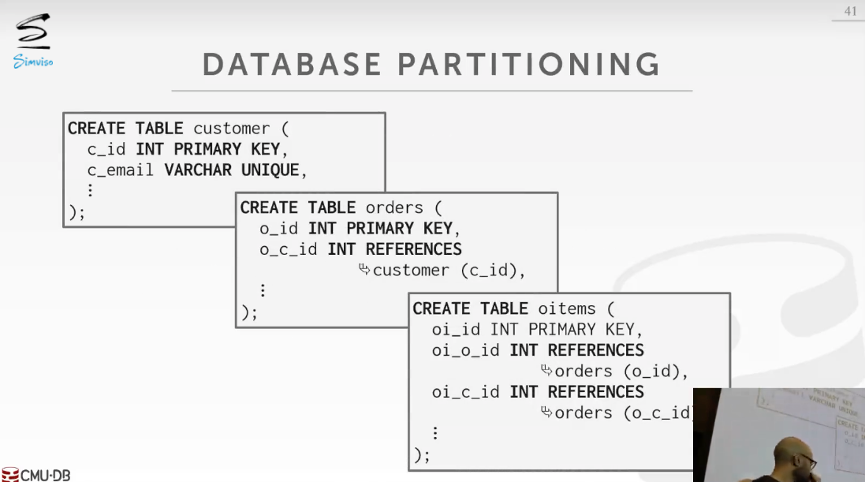 41
Simviso
DATABASE PARTITIONING
CREATE TABLE customer (
c_id INT PRIMARY KEY,
c_email VARCHAR UNIQUE,
⋮
);
CREATE TABLE orders (
o_id INT PRIMARY KEY,
o_c_id INT REFERENCES
↳customer (c_id),
⋮
);
CREATE TABLE oitems (
oi_id INT PRIMARY KEY,
oi_o_id INT REFERENCES
↳orders (o_id),
oi_c_id INT REFERENCES
↳orders (o_c_id
⋮
);
CMU·DB